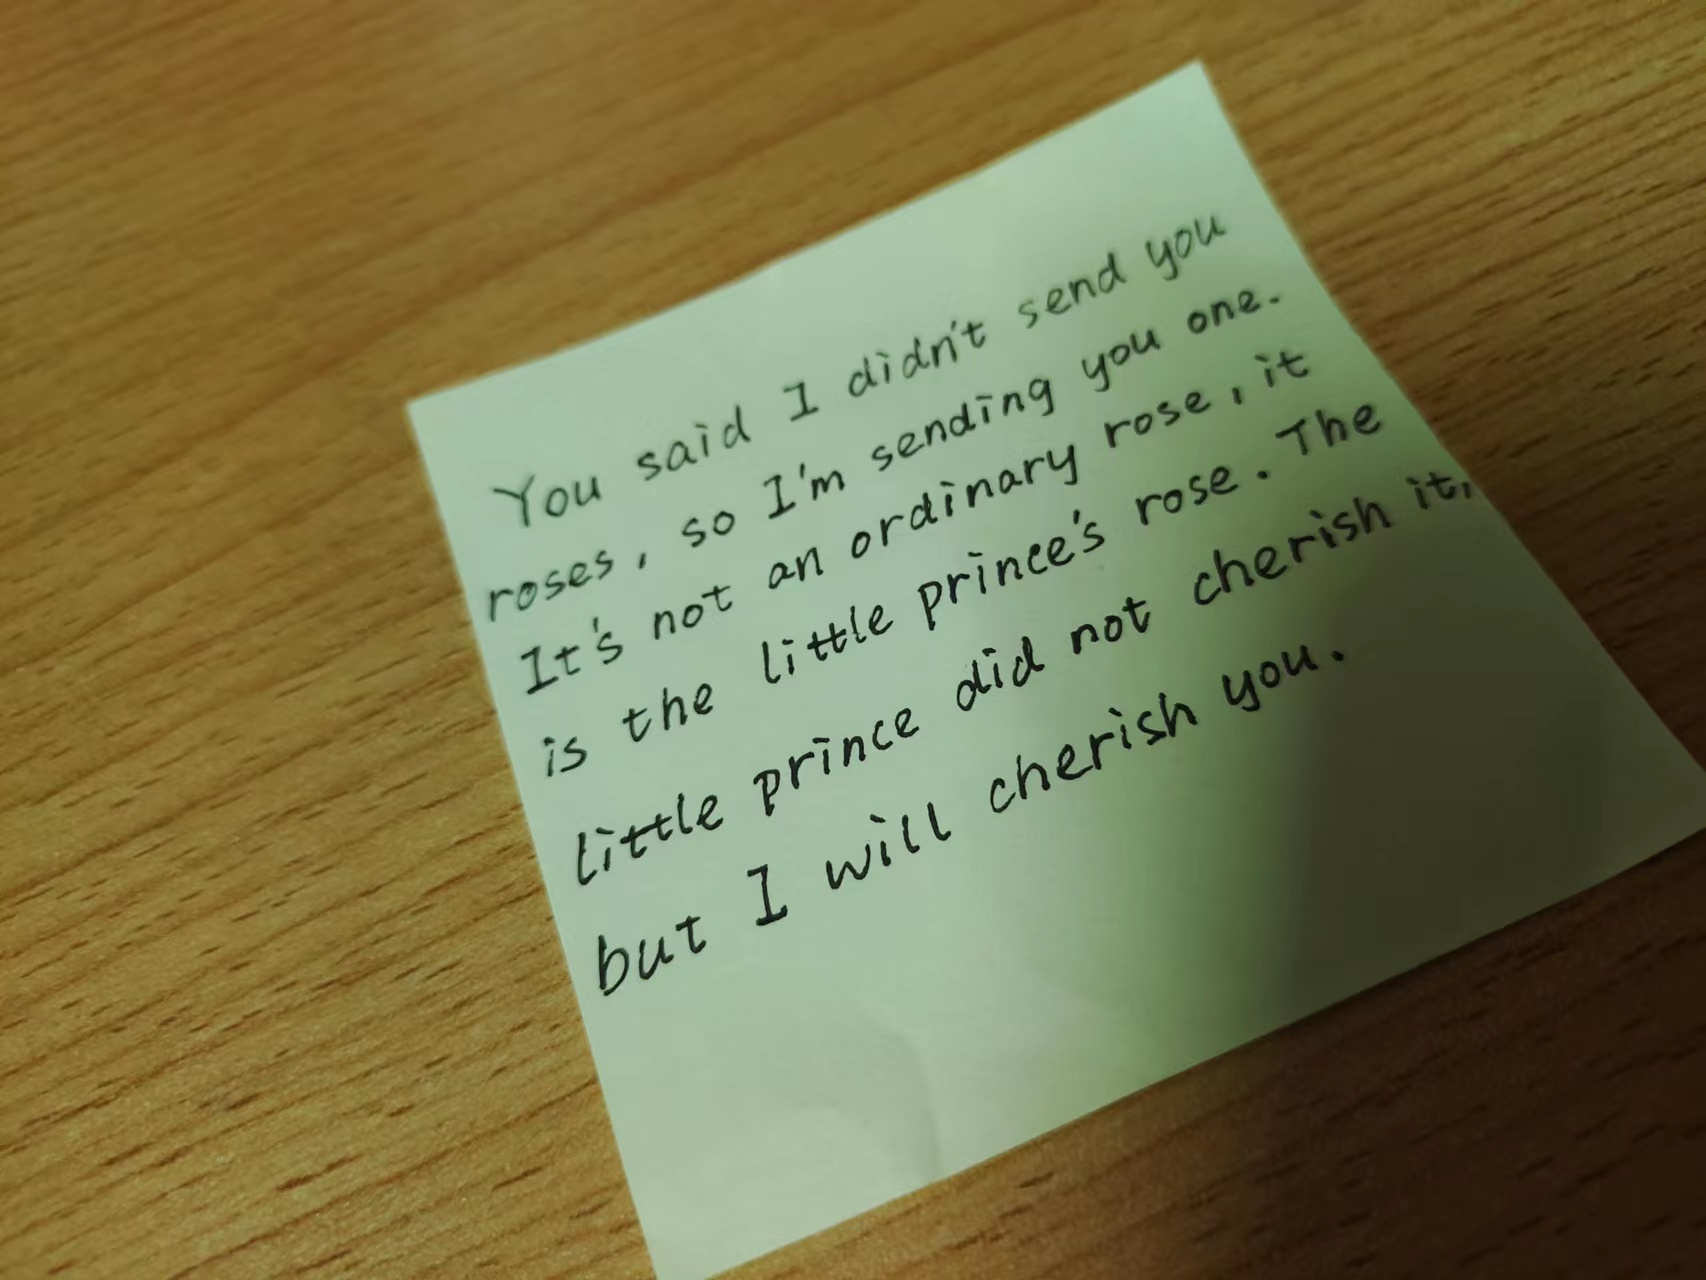 You said I didn't send you
roses, so I'm sending you one.
It's not an ordinary rose, it
is the little prince's rose. The
little prince did not cherish it,
but I will cherish you.